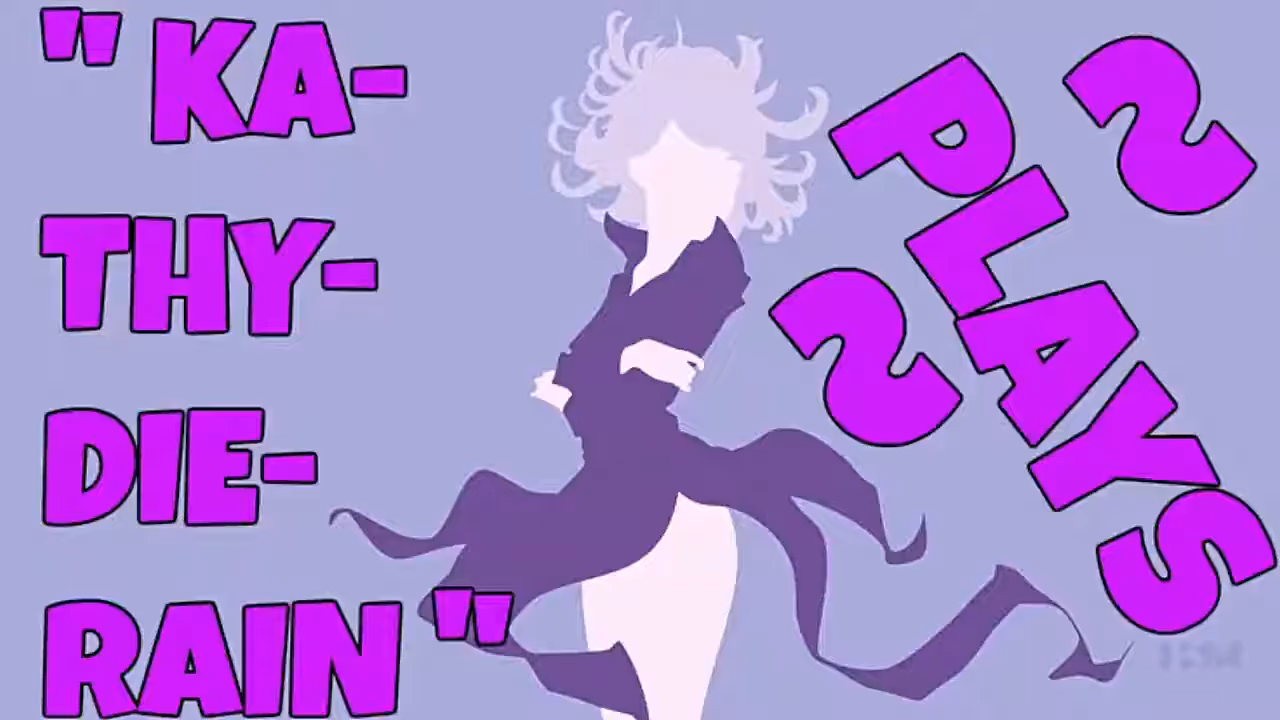 " KA-
THY-
DIE-
RAIN "
~
PLAYS
~